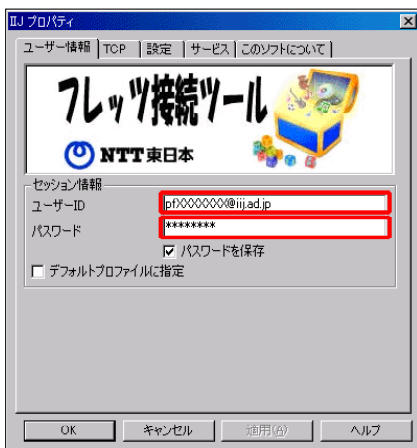 IIJ プロパティ
ユーザー情報 TCP 設定 サービス このソフトについて
フレッツ接続ツール
NTT東日本
セッション情報
ユーザーID pfXXXXXXX@iij.ad.jp
パスワード ********
パスワードを保存
デフォルトプロファイルに指定
OK キャンセル 適用(A) ヘルプ